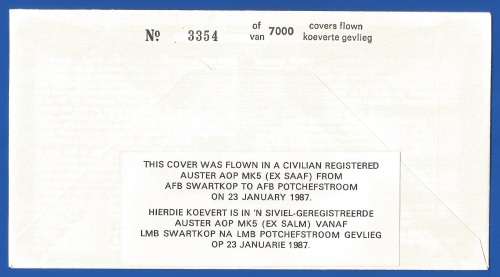 No 3354 of 7000 covers flown
van koeverte gevlieg
THIS COVER WAS FLOWN IN A CIVILIAN REGISTERED
AUSTER AOP MK5 (EX SAAF) FROM
AFB SWARTKOP TO AFB POTCHEFSTROOM
ON 23 JANUARY 1987.
HIERDIE KOEVERT IS IN 'N SIVIEL-GEREGISTREERDE
AUSTER AOP MK5 (EX SALM) VANAF
LMB SWARTKOP NA LMB POTCHEFSTROOM GEVLIEG
OP 23 JANUARIE 1987.